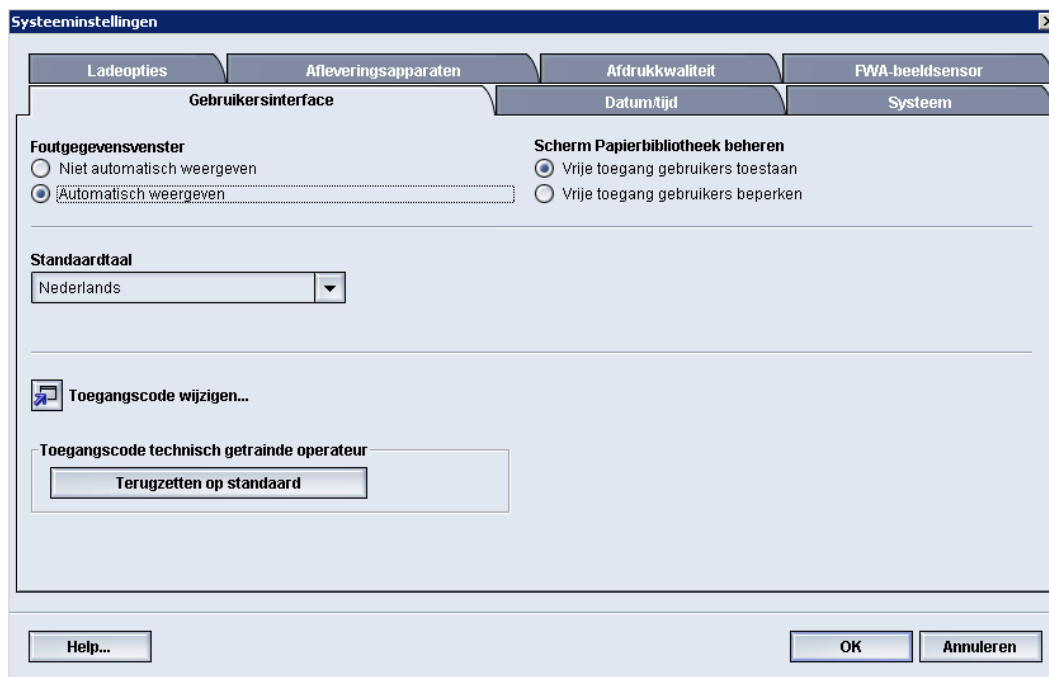 Systeeminstellingen
Ladeopties
Afleveringsapparaten
Afdrukkwaliteit
FWA-beeldsensor
Gebruikersinterface
Datum/tijd
Systeem
Foutgegevensvenster
Niet automatisch weergeven
Automatisch weergeven
Scherm Papierbibliotheek beheren
Vrije toegang gebruikers toestaan
Vrije toegang gebruikers beperken
Standaardtaal
Nederlands
Toegangscode wijzigen...
Toegangscode technisch getrainde operateur
Terugzetten op standaard
Help...
OK
Annuleren